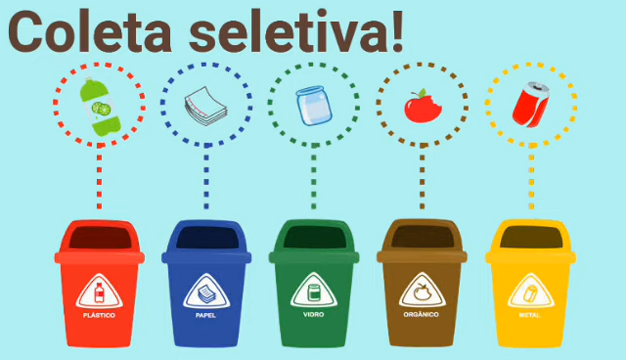 Coleta seletiva!
PLÁSTICO
PAPEL
VIDRO
ORGÂNICO
METAL